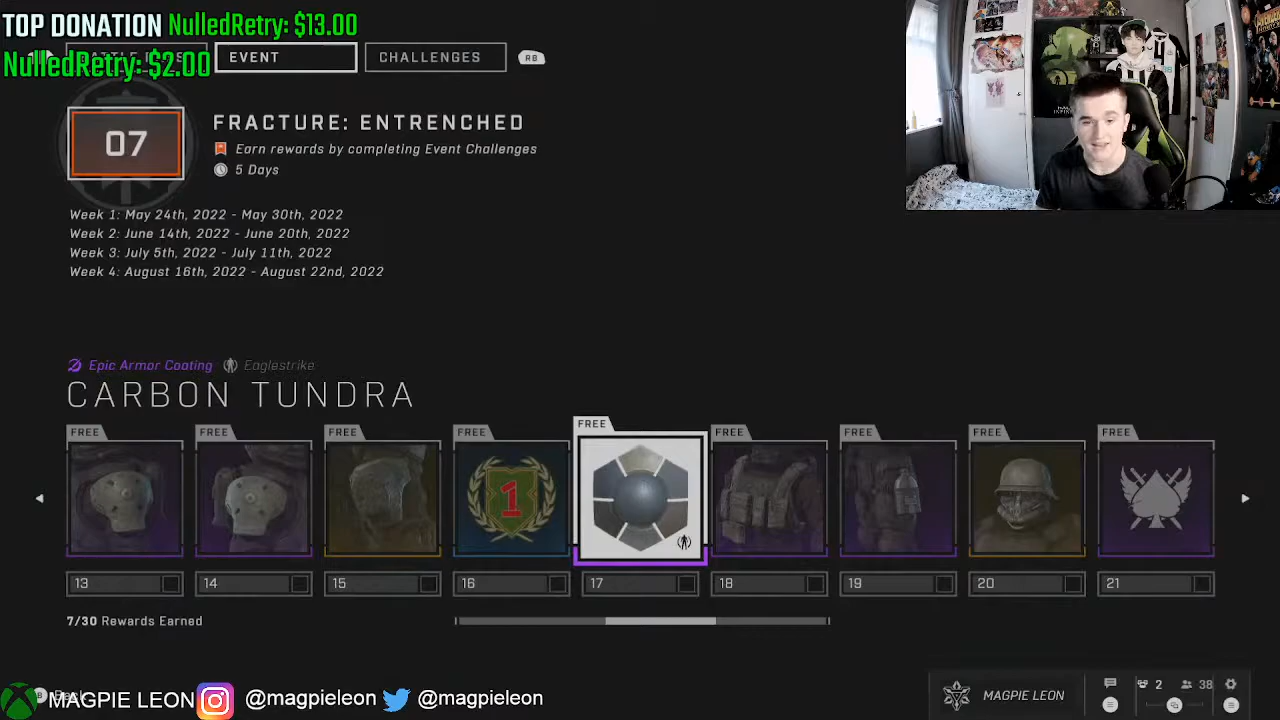 TOP DONATION NulledRetry: $13.00
NulledRetry: $2.00
EVENT
CHALLENGES
RB
07
FRACTURE: ENTRENCHED
Earn rewards by completing Event Challenges
5 Days
Week 1: May 24th, 2022 - May 30th, 2022
Week 2: June 14th, 2022 - June 20th, 2022
Week 3: July 5th, 2022 - July 11th, 2022
Week 4: August 16th, 2022 - August 22nd, 2022
Epic Armor Coating Eaglestrike
CARBON TUNDRA
FREE FREE FREE FREE FREE FREE FREE FREE FREE
1
13 14 15 16 17 18 19 20 21
7/30 Rewards Earned
MAGPIE LEON @magpieleon @magpieleon
MAGPIE LEON
2 38